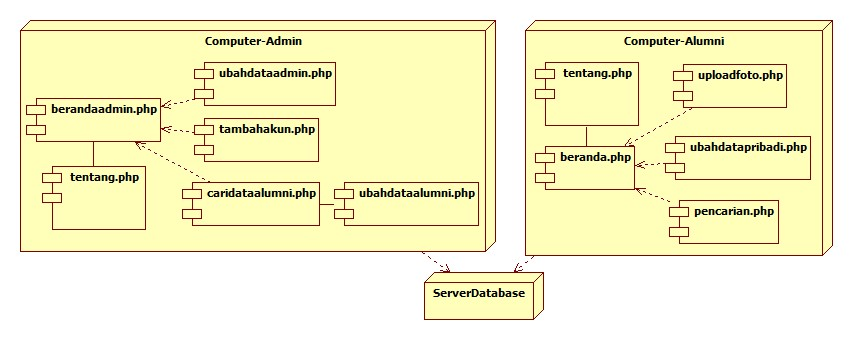 Computer-Admin
ubahdataadmin.php
berandaadmin.php
tambahakun.php
tentang.php
caridataalumni.php
ubahdataalumni.php
Computer-Alumni
tentang.php
uploadfoto.php
beranda.php
ubahdatapribadi.php
pencarian.php
ServerDatabase